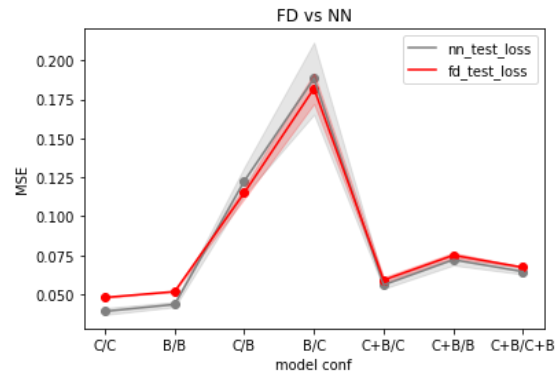 FD vs NN
nn_test_loss
fd_test_loss
0.200
0.175
0.150
0.125
0.100
0.075
0.050
MSE
C/C B/B C/B B/C C+B/C C+B/B C+B/C+B
model conf